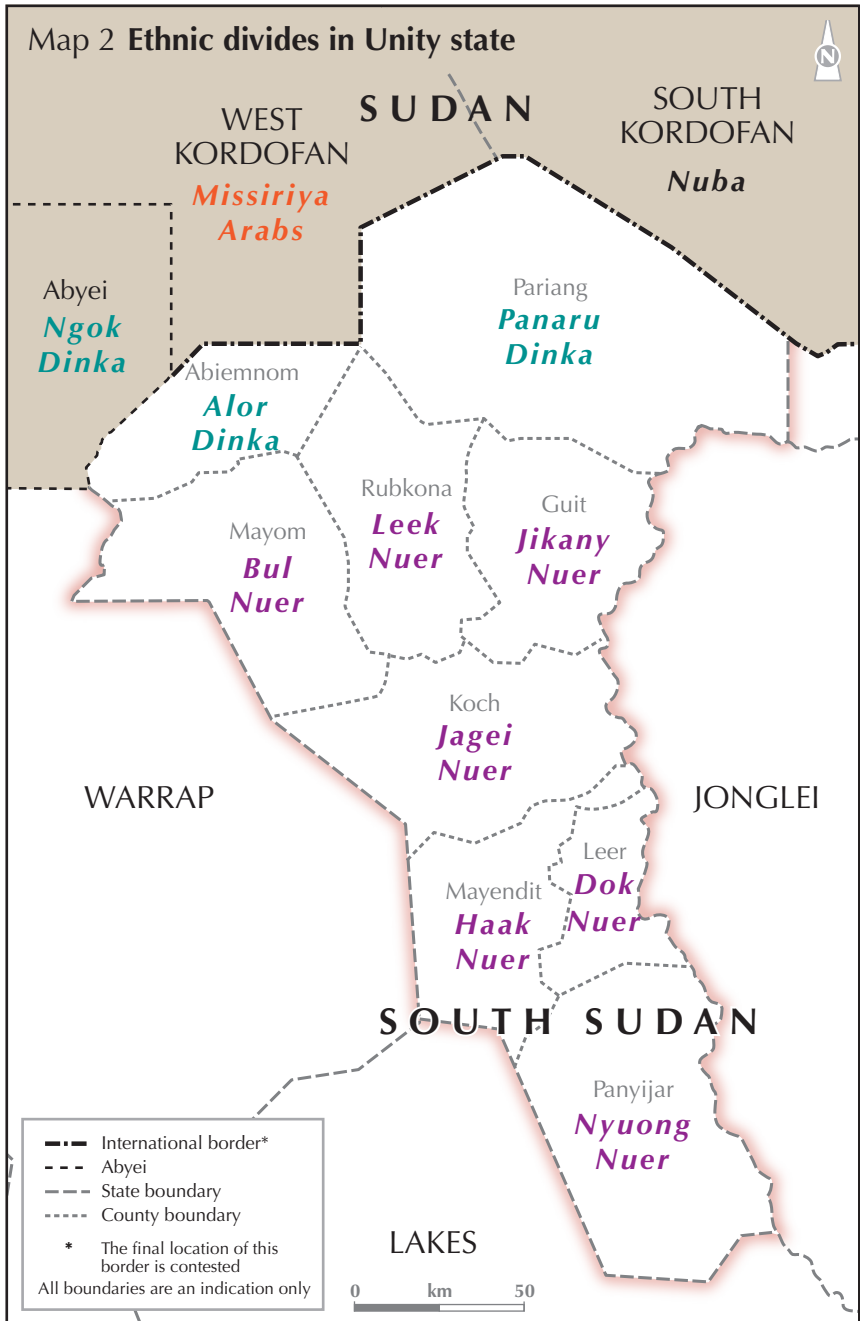 Map 2 Ethnic divides in Unity state
N
SUDAN
WEST
KORDOFAN
Missiriya
Arabs
SOUTH
KORDOFAN
Nuba
Abyei
Ngok
Dinka
Pariang
Panaru
Dinka
Abiemnom
Alor
Dinka
Rubkona
Leek
Nuer
Guit
Jikany
Nuer
Mayom
Bul
Nuer
Koch
Jagei
Nuer
WARRAP
JONGLEI
Leer
Dok
Nuer
Mayendit
Haak
Nuer
SOUTH SUDAN
Panyijar
Nyuong
Nuer
LAKES
International border*
Abyei
State boundary
County boundary
* The final location of this
border is contested
All boundaries are an indication only
0 km 50